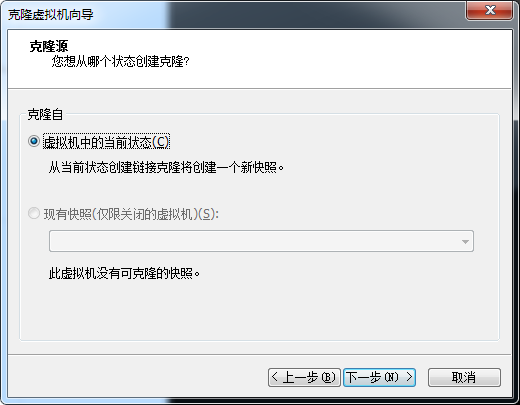 克隆虚拟机向导
克隆源
您想从哪个状态创建克隆?
克隆自
虚拟机中的当前状态(C)
从当前状态创建链接克隆将创建一个新快照。
现有快照(仅限关闭的虚拟机)(S):
此虚拟机没有可克隆的快照。
< 上一步(B) 下一步(N) > 取消